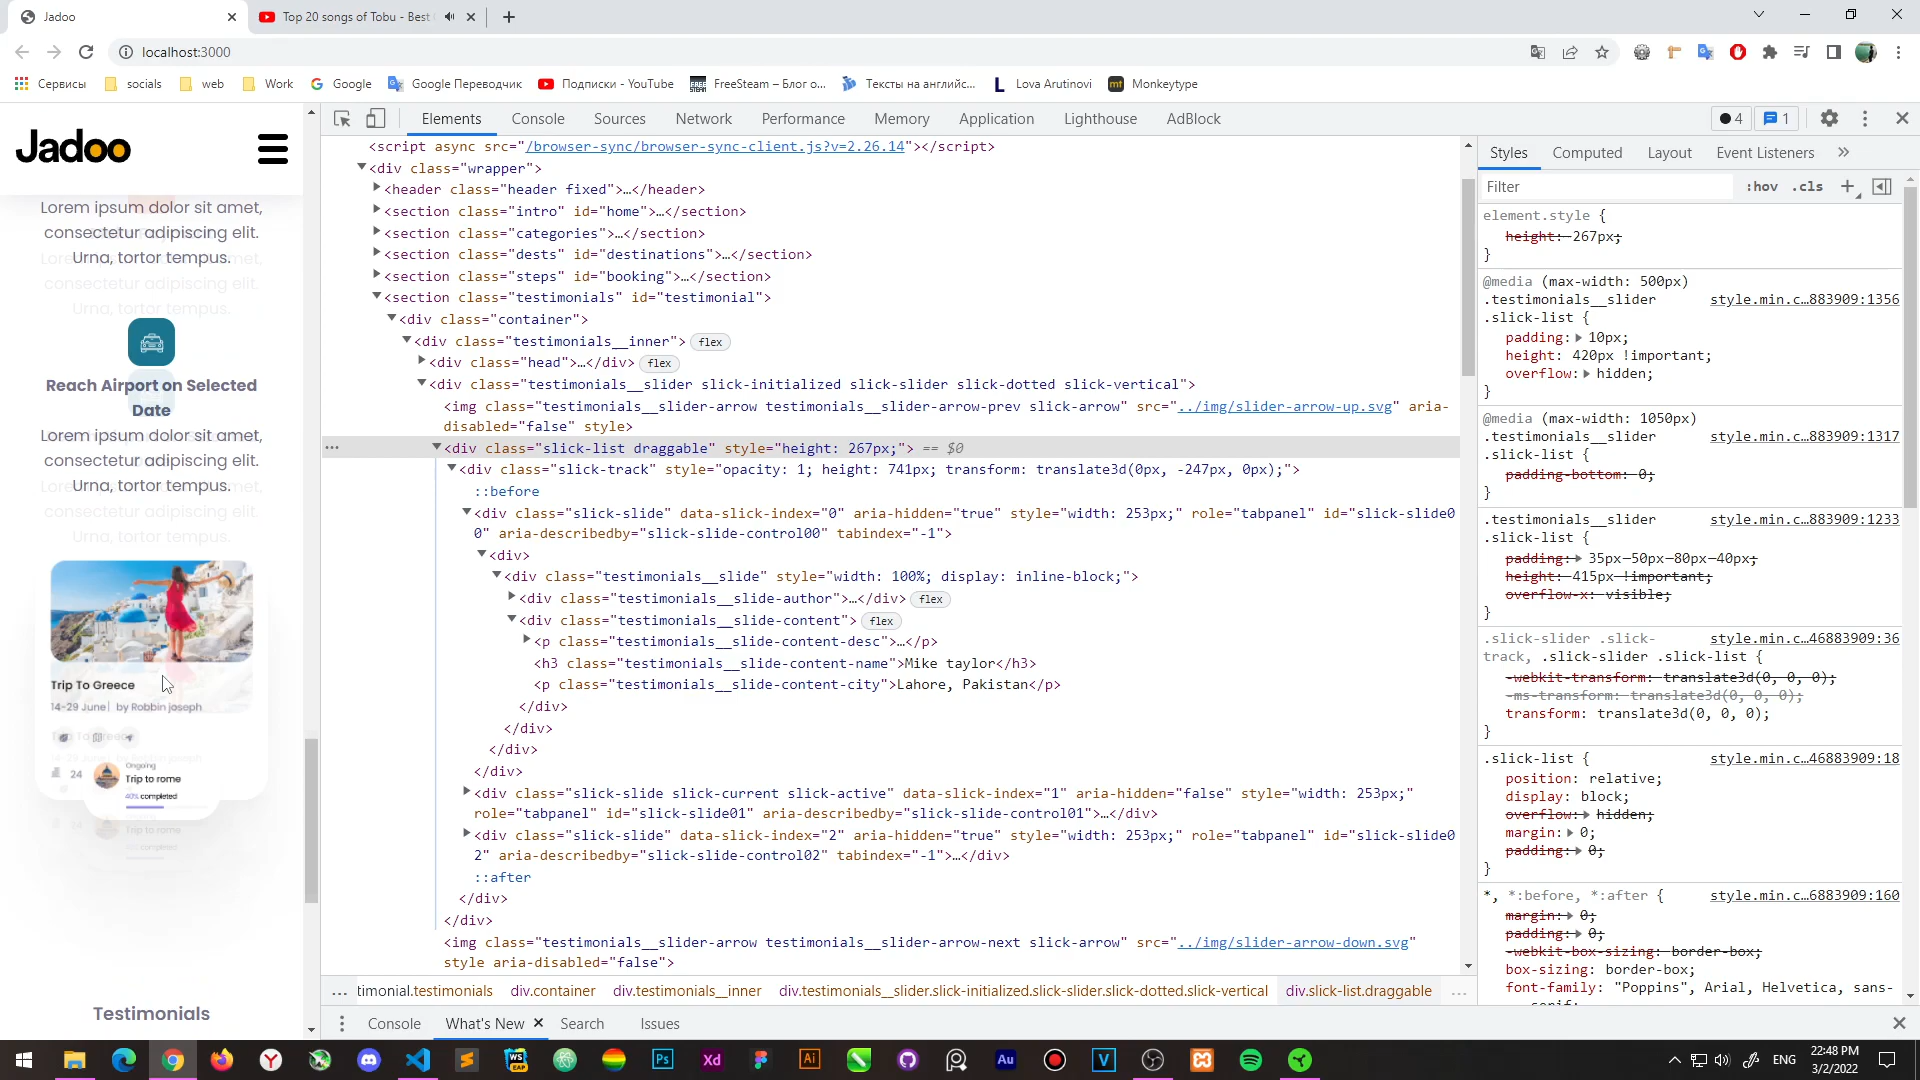 Jadoo
Top 20 songs of Tobu - Best
localhost:3000
Сервисы
socials
web
Work
Google
Google Переводчик
Подписки - YouTube
FreeSteam – Блог о...
Тексты на английс...
Lova Arutinovi
Monkeytype
Jadoo
Lorem ipsum dolor sit amet,
consectetur adipiscing elit.
Urna, tortor tempus.
consectetur adipiscing elit.
Urna, tortor tempus.
Reach Airport on Selected
Date
Lorem ipsum dolor sit amet,
consectetur adipiscing elit.
Urna, tortor tempus.
consectetur adipiscing elit.
Urna, tortor tempus.
Trip To Greece
14-29 June | by Robbin joseph
24
Ongoing
Trip to rome
40% completed
Testimonials
Elements
Console
Sources
Network
Performance
Memory
Application
Lighthouse
AdBlock
4
1
<script async src="/browser-sync/browser-sync-client.js?v=2.26.14"></script>
<div class="wrapper">
<header class="header fixed">…</header>
<section class="intro" id="home">…</section>
<section class="categories">…</section>
<section class="dests" id="destinations">…</section>
<section class="steps" id="booking">…</section>
<section class="testimonials" id="testimonial">
<div class="container">
<div class="testimonials__inner"> flex
<div class="head">…</div> flex
<div class="testimonials__slider slick-initialized slick-slider slick-dotted slick-vertical">
<img class="testimonials__slider-arrow testimonials__slider-arrow-prev slick-arrow" src="../img/slider-arrow-up.svg" aria-
disabled="false" style>
<div class="slick-list draggable" style="height: 267px;"> == $0
<div class="slick-track" style="opacity: 1; height: 741px; transform: translate3d(0px, -247px, 0px);">
::before
<div class="slick-slide" data-slick-index="0" aria-hidden="true" style="width: 253px;" role="tabpanel" id="slick-slide0
0" aria-describedby="slick-slide-control00" tabindex="-1">
<div>
<div class="testimonials__slide" style="width: 100%; display: inline-block;">
<div class="testimonials__slide-author">…</div> flex
<div class="testimonials__slide-content"> flex
<p class="testimonials__slide-content-desc">…</p>
<h3 class="testimonials__slide-content-name">Mike taylor</h3>
<p class="testimonials__slide-content-city">Lahore, Pakistan</p>
</div>
</div>
</div>
</div>
<div class="slick-slide slick-current slick-active" data-slick-index="1" aria-hidden="false" style="width: 253px;"
role="tabpanel" id="slick-slide01" aria-describedby="slick-slide-control01">…</div>
<div class="slick-slide" data-slick-index="2" aria-hidden="true" style="width: 253px;" role="tabpanel" id="slick-slide0
2" aria-describedby="slick-slide-control02" tabindex="-1">…</div>
::after
</div>
</div>
<img class="testimonials__slider-arrow testimonials__slider-arrow-next slick-arrow" src="../img/slider-arrow-down.svg"
style aria-disabled="false">
... timonial.testimonials div.container div.testimonials__inner div.testimonials__slider.slick-initialized.slick-slider.slick-dotted.slick-vertical div.slick-list.draggable ...
Console
What's New
Search
Issues
Styles
Computed
Layout
Event Listeners
Filter
:hov
.cls
element.style {
height: 267px;
}
@media (max-width: 500px)
.testimonials__slider style.min.c…883909:1356
.slick-list {
padding: 10px;
height: 420px !important;
overflow: hidden;
}
@media (max-width: 1050px)
.testimonials__slider style.min.c…883909:1317
.slick-list {
padding-bottom: 0;
}
.testimonials__slider style.min.c…883909:1233
.slick-list {
padding: 35px 50px 80px 40px;
height: 415px !important;
overflow-x: visible;
}
.slick-slider .slick- style.min.c…46883909:36
track, .slick-slider .slick-list {
-webkit-transform: translate3d(0, 0, 0);
-ms-transform: translate3d(0, 0, 0);
transform: translate3d(0, 0, 0);
}
.slick-list { style.min.c…46883909:18
position: relative;
display: block;
overflow: hidden;
margin: 0;
padding: 0;
}
*, *:before, *:after { style.min.c…6883909:160
margin: 0;
padding: 0;
-webkit-box-sizing: border-box;
box-sizing: border-box;
font-family: "Poppins", Arial, Helvetica, sans-
ENG
22:48 PM
3/2/2022